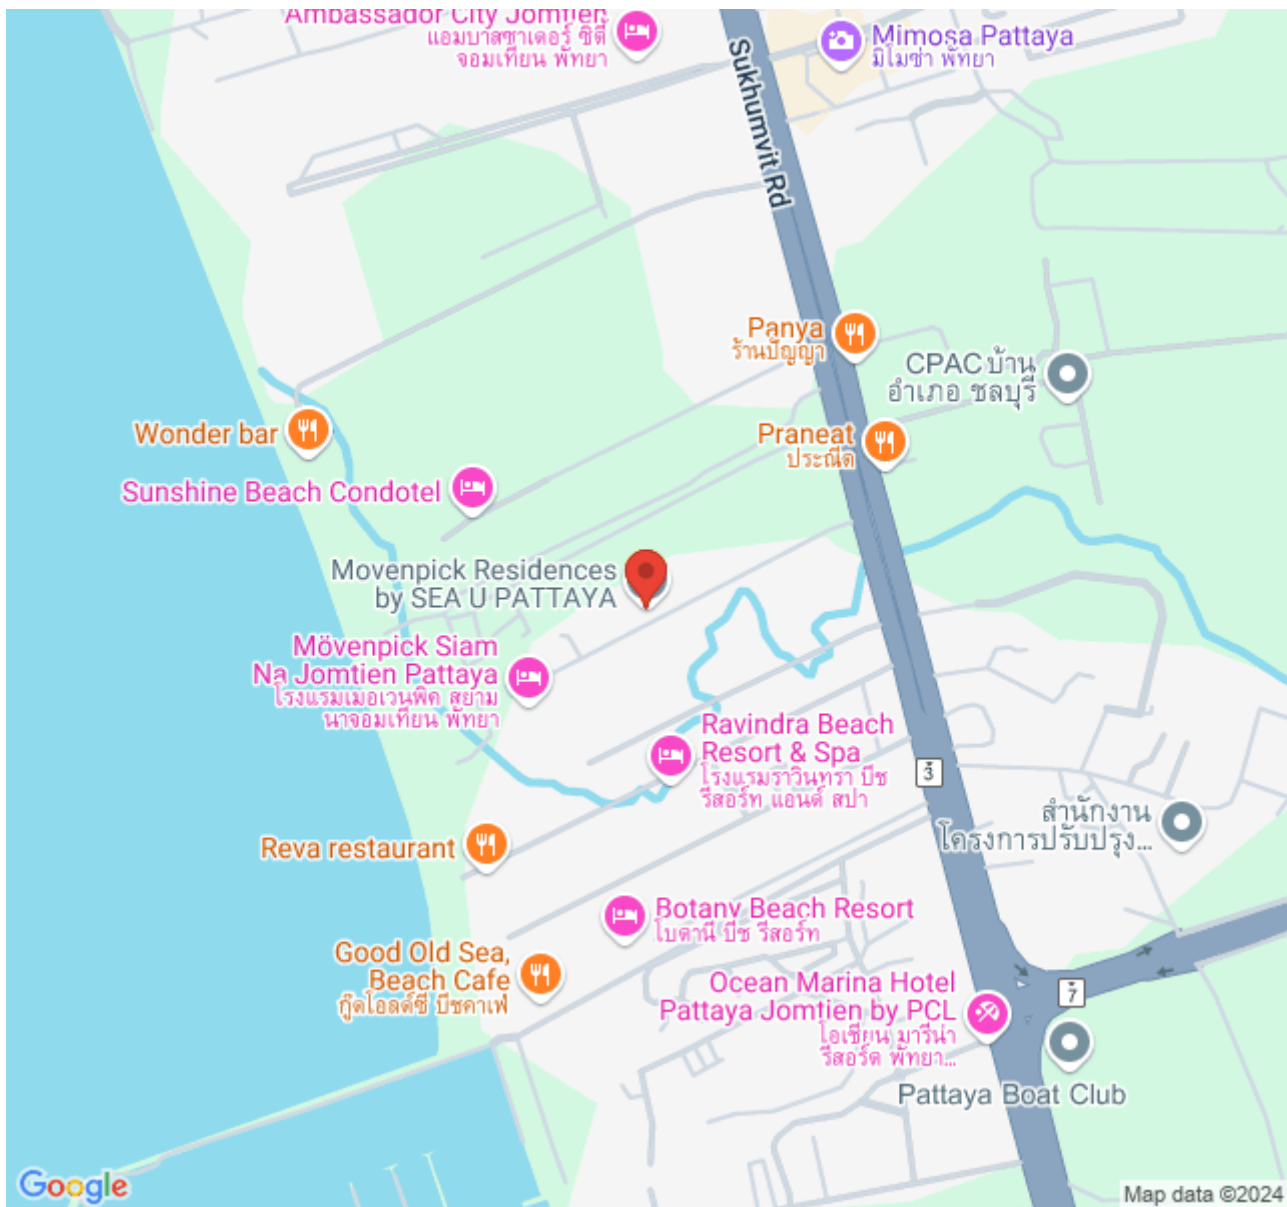 Ambassador City Jomtien
แอมบาสซาเดอร์ ซิตี้
จอมเทียน พัทยา
Mimosa Pattaya
มิโมซ่า พัทยา
Sukhumvit Rd
Panya
ร้านปัญญา
CPAC บ้าน
อำเภอ ชลบุรี
Wonder bar
Praneat
ประณีต
Sunshine Beach Condotel
Movenpick Residences
by SEA U PATTAYA
Mövenpick Siam
Na Jomtien Pattaya
โรงแรมเมอเวนพิค สยาม
นาจอมเทียน พัทยา
Ravindra Beach
Resort & Spa
โรงแรมราวินทรา บีช
รีสอร์ท แอนด์ สปา
3
สำนักงาน
โครงการปรับปรุง...
Reva restaurant
Botany Beach Resort
โบตานี บีช รีสอร์ท
Good Old Sea,
Beach Cafe
กู๊ดโอลด์ซี บีชคาเฟ่
Ocean Marina Hotel
Pattaya Jomtien by PCL
โอเชียน มารีน่า
รีสอร์ต พัทยา...
7
Pattaya Boat Club
Google
Map data ©2024